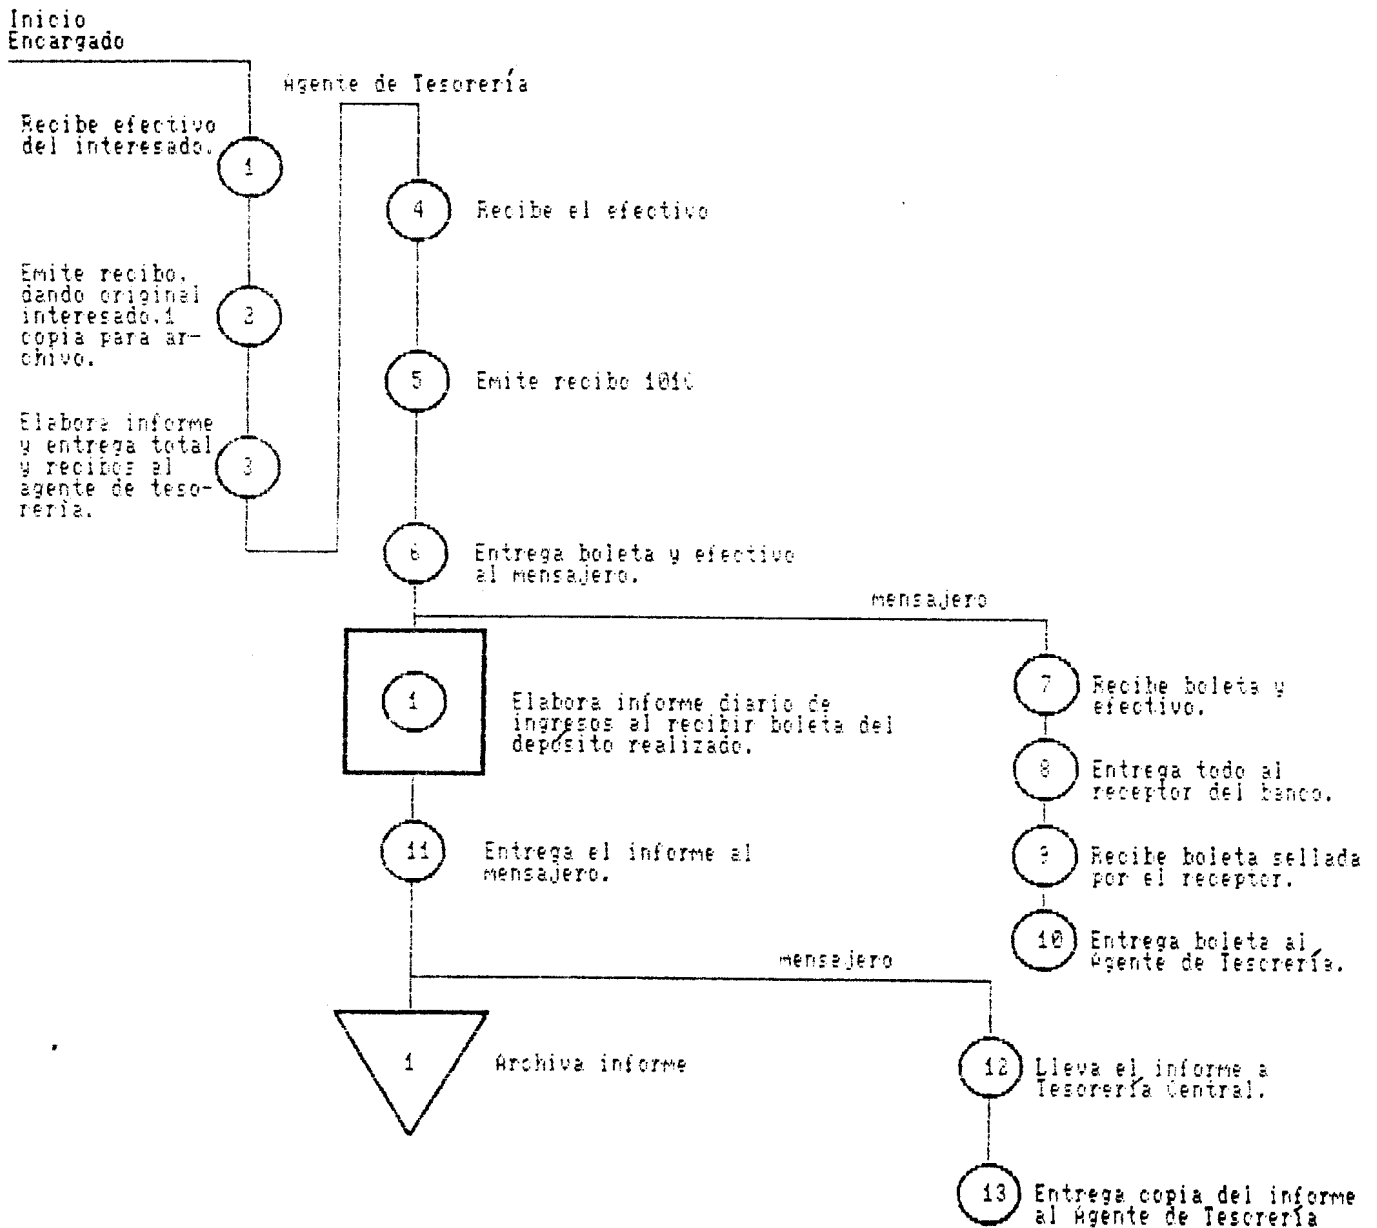 Inicio
Encargado
Recibe efectivo
del interesado.
1
Emite recibo,
dando original
interesado.1
copia para ar-
chivo.
2
Elabora informe
y entrega total
y recibos al
agente de teso-
rería.
3
Agente de Tesorería
4
Recibe el efectivo
5
Emite recibo 101C
6
Entrega boleta y efectivo
al mensajero.
mensajero
7
Recibe boleta y
efectivo.
8
Entrega todo al
receptor del banco.
9
Recibe boleta sellada
por el receptor.
10
Entrega boleta al
Agente de Tesorería.
1
Elabora informe diario de
ingresos al recibir boleta del
depósito realizado.
11
Entrega el informe al
mensajero.
mensajero
1
Archiva informe
12
Lleva el informe a
Tesorería Central.
13
Entrega copia del informe
al Agente de Tesorería